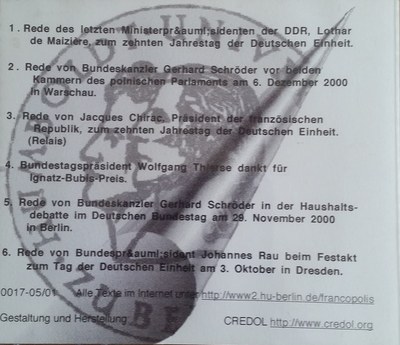 1. Rede des letzten Ministerpr&auml;sidenten der DDR, Lothar
de Maizière, zum zehnten Jahrestag der Deutschen Einheit.
2. Rede von Bundeskanzler Gerhard Schröder vor beiden
Kammern des polnischen Parlaments am 6. Dezember 2000
in Warschau.
3. Rede von Jacques Chirac, Präsident der französischen
Republik, zum zehnten Jahrestag der Deutschen Einheit.
(Relais)
4. Bundestagspräsident Wolfgang Thierse dankt für
Ignatz-Bubis-Preis.
5. Rede von Bundeskanzler Gerhard Schröder in der Haushalts-
debatte im Deutschen Bundestag am 29. November 2000
in Berlin.
6. Rede von Bundespr&auml;sident Johannes Rau beim Festakt
zum Tag der Deutschen Einheit am 3. Oktober in Dresden.
0017-05/01 Alle Texte im Internet unter http://www2.hu-berlin.de/francopolis
Gestaltung und Herstellung: CREDOL http://www.credol.org